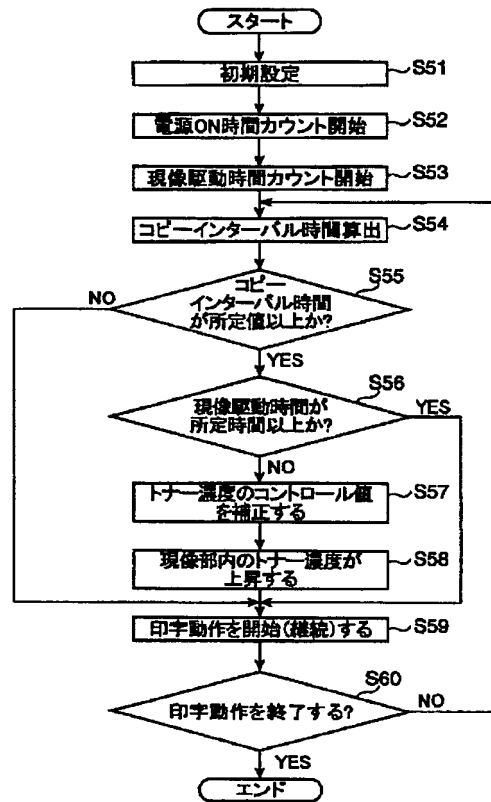 スタート
初期設定 S51
電源ON時間カウント開始 S52
現像駆動時間カウント開始 S53
コピーインターバル時間算出 S54
コピー
インターバル時間
が所定値以上か?
S55
NO
YES
現像駆動時間が
所定時間以上か?
S56
YES
NO
トナー濃度のコントロール値
を補正する
S57
現像部内のトナー濃度が
上昇する
S58
印字動作を開始(継続)する S59
印字動作を終了する?
S60
NO
YES
エンド